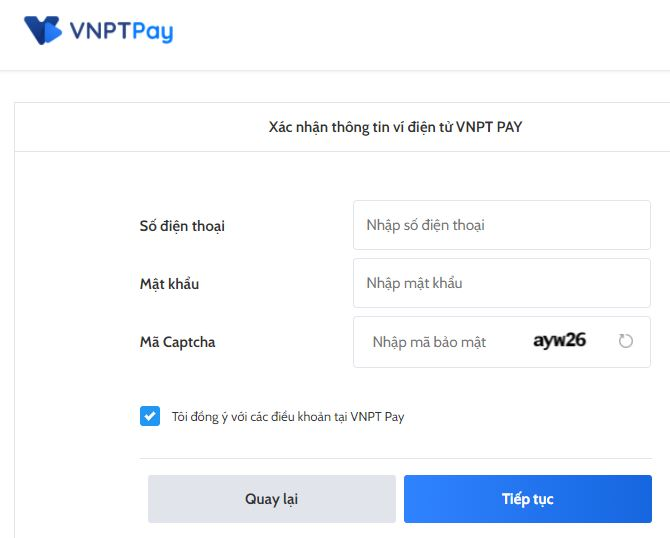 VNPTPay
Xác nhận thông tin ví điện tử VNPT PAY
Số điện thoại
Nhập số điện thoại
Mật khẩu
Nhập mật khẩu
Mã Captcha
Nhập mã bảo mật
ayw26
Tôi đồng ý với các điều khoản tại VNPT Pay
Quay lại
Tiếp tục